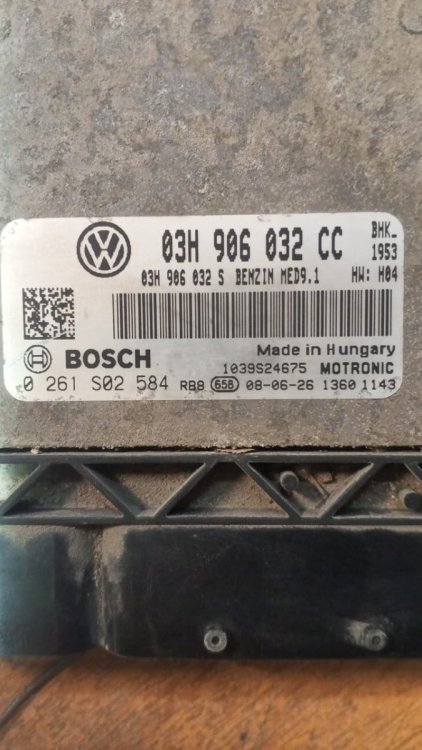 03H 906 032 CC BHK_
1953
03H 906 032 S BENZIN MED9.1 HW: H04
BOSCH Made in Hungary
1039S24675 MOTRONIC
0 261 S02 584 RB8 658 08-06-26 1360 1143